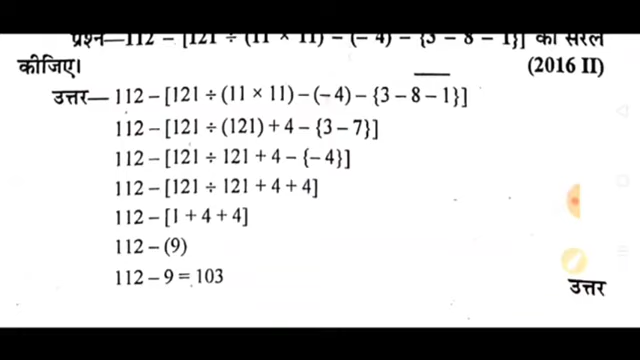 प्रश्न—112 – [121 ÷ (11 × 11) – (– 4) – {3 – 8 – 1}] को सरल
कीजिए। (2016 II)
उत्तर— 112 – [121 ÷ (11 × 11) – (– 4) – {3 – 8 – 1}]
112 – [121 ÷ (121) + 4 – {3 – 7}]
112 – [121 ÷ 121 + 4 – {– 4}]
112 – [121 ÷ 121 + 4 + 4]
112 – [1 + 4 + 4]
112 – (9)
112 – 9 = 103
उत्तर